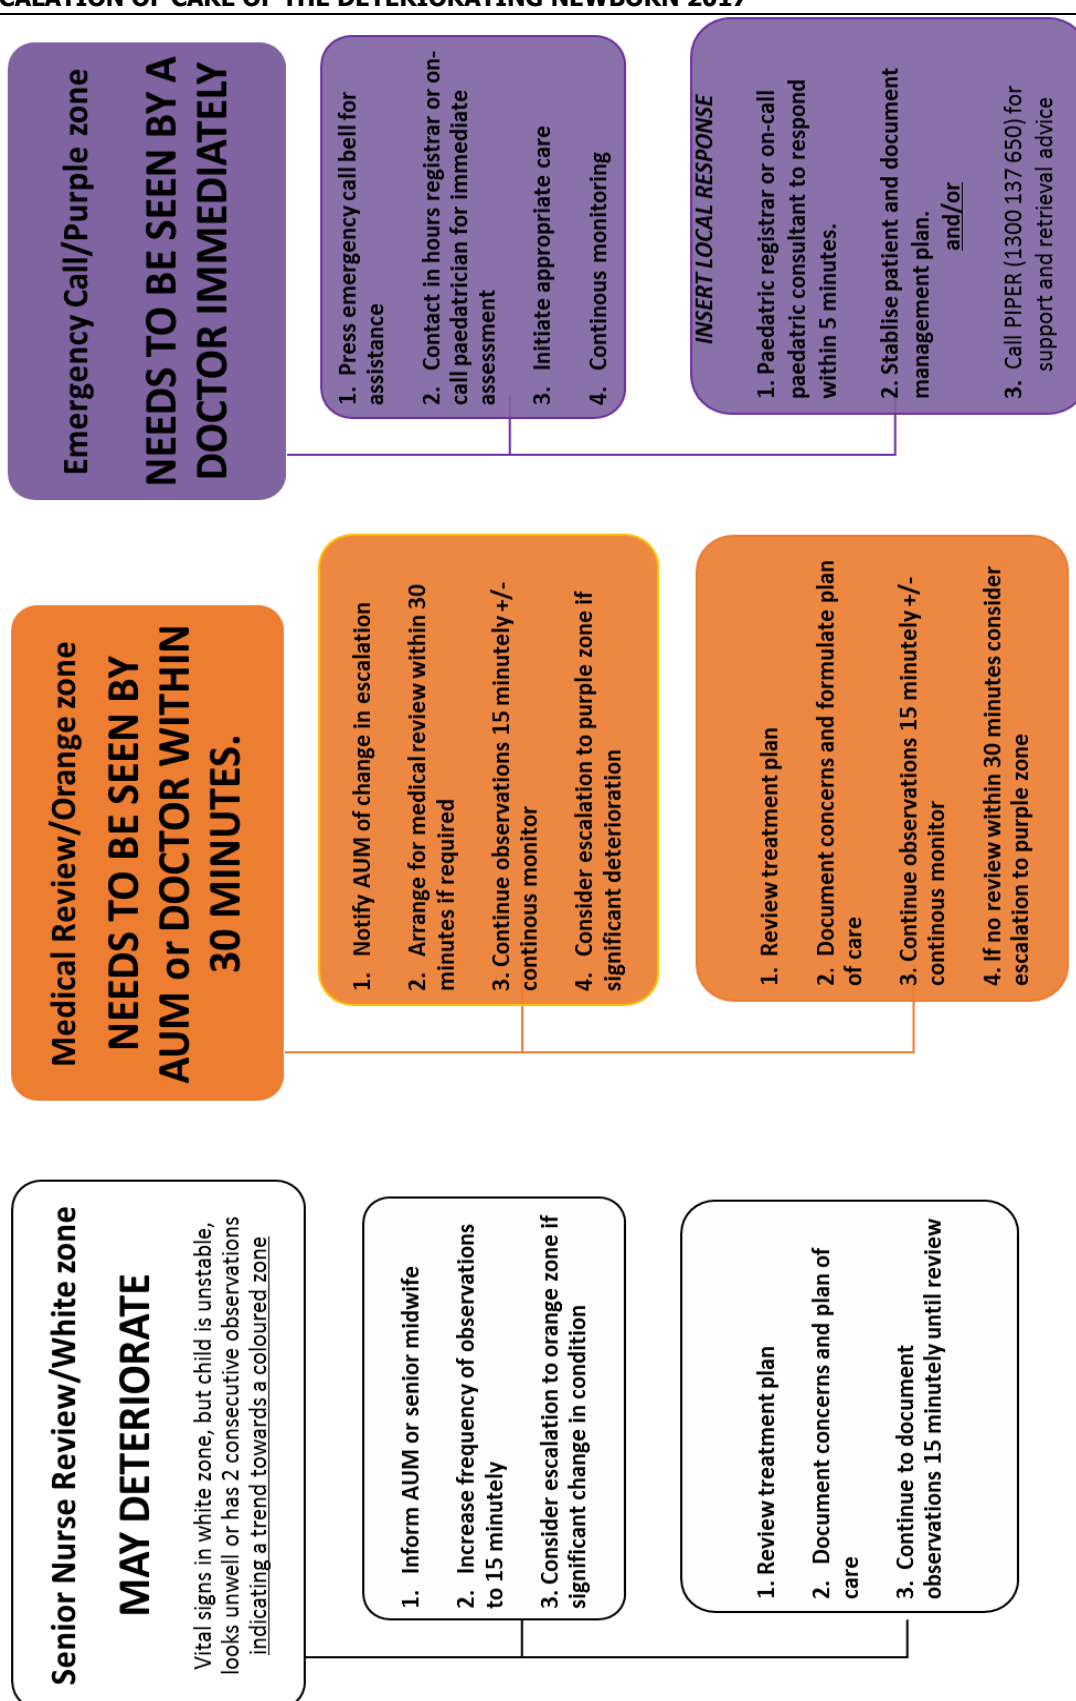 CALATION OF CARE OF THE DETERIORATING NEWBORN 2017
Senior Nurse Review/White zone
MAY DETERIORATE
Vital signs in white zone, but child is unstable,
looks unwell or has 2 consecutive observations
indicating a trend towards a coloured zone
1. Inform AUM or senior midwife
2. Increase frequency of observations
to 15 minutely
3. Consider escalation to orange zone if
significant change in condition
1. Review treatment plan
2. Document concerns and plan of
care
3. Continue to document
observations 15 minutely until review
Medical Review/Orange zone
NEEDS TO BE SEEN BY
AUM or DOCTOR WITHIN
30 MINUTES.
1. Notify AUM of change in escalation
2. Arrange for medical review within 30
minutes if required
3. Continue observations 15 minutely +/-
continous monitor
4. Consider escalation to purple zone if
significant deterioration
1. Review treatment plan
2. Document concerns and formulate plan
of care
3. Continue observations 15 minutely +/-
continous monitor
4. If no review within 30 minutes consider
escalation to purple zone
Emergency Call/Purple zone
NEEDS TO BE SEEN BY A
DOCTOR IMMEDIATELY
1. Press emergency call bell for
assistance
2. Contact in hours registrar or on-
call paedatrician for immediate
assessment
3. Initiate appropriate care
4. Continous monitoring
INSERT LOCAL RESPONSE
1. Paedatric registrar or on-call
paedatric consultant to respond
within 5 minutes.
2. Stablise patient and document
management plan.
and/or
3. Call PIPER (1300 137 650) for
support and retrieval advice